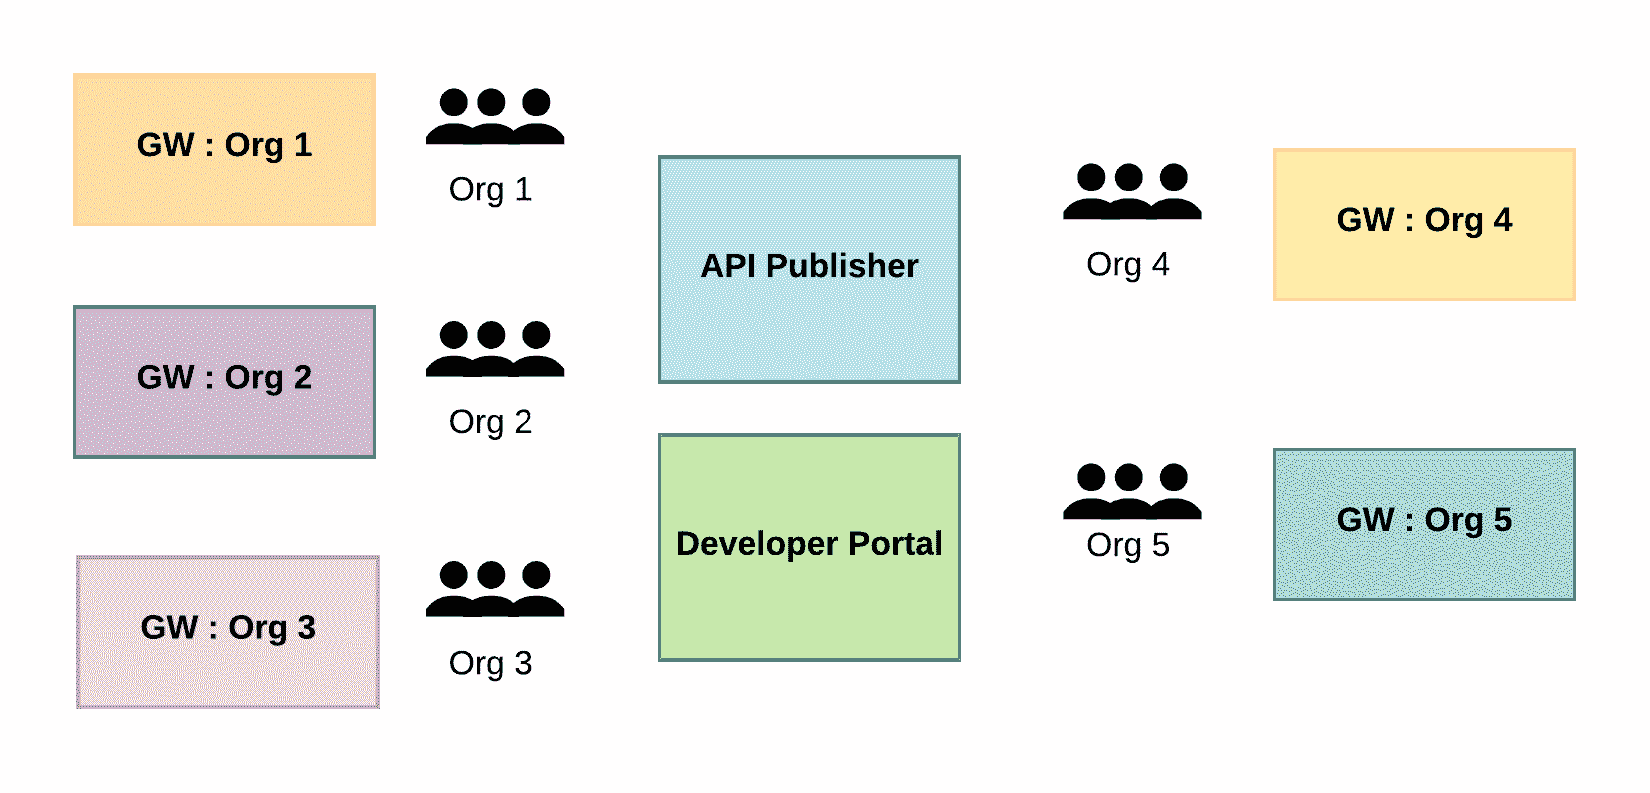 GW : Org 1
Org 1
GW : Org 2
Org 2
GW : Org 3
Org 3
API Publisher
Developer Portal
Org 4
GW : Org 4
Org 5
GW : Org 5